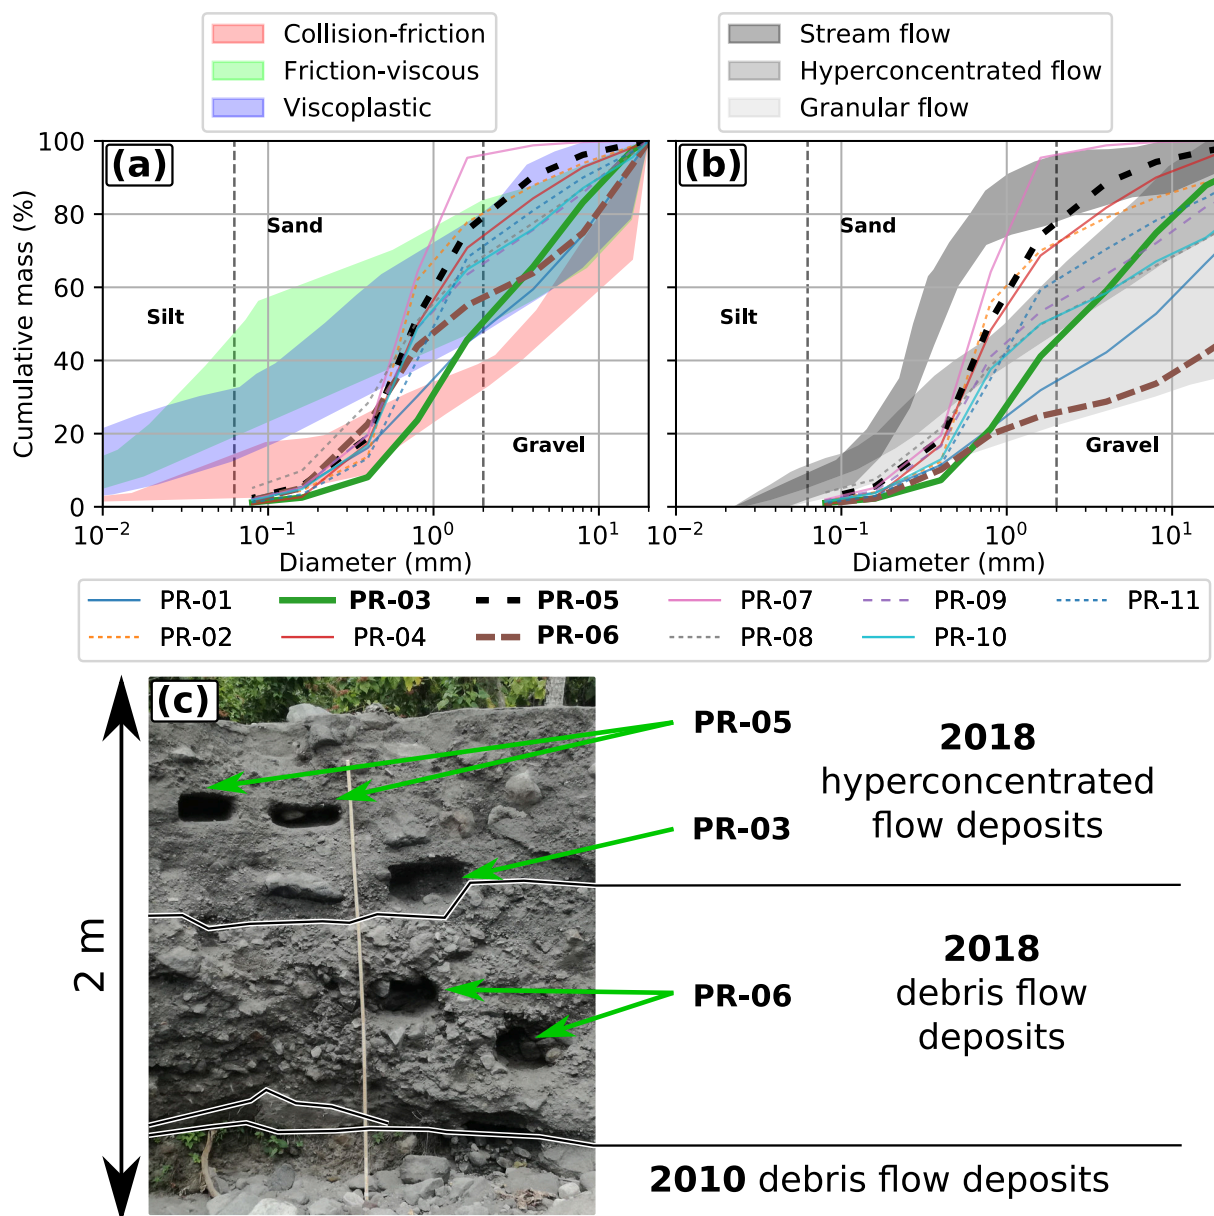 Collision-friction
Friction-viscous
Viscoplastic
Stream flow
Hyperconcentrated flow
Granular flow
Cumulative mass (%)
100
80
60
40
20
0
(a)
Sand
Silt
Gravel
10⁻²
10⁻¹
10⁰
10¹
Diameter (mm)
(b)
Sand
Silt
Gravel
10⁻²
10⁻¹
10⁰
10¹
Diameter (mm)
PR-01
PR-03
PR-05
PR-07
PR-09
PR-11
PR-02
PR-04
PR-06
PR-08
PR-10
(c)
2 m
PR-05
2018
hyperconcentrated
flow deposits
PR-03
2018
debris flow
deposits
PR-06
2010 debris flow deposits